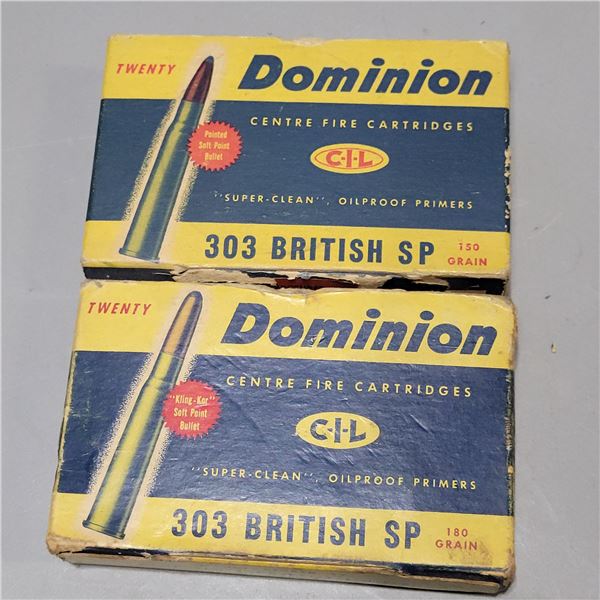 TWENTY
Dominion
CENTRE FIRE CARTRIDGES
Pointed
Soft Point
Bullet
C·I·L
"SUPER-CLEAN", OILPROOF PRIMERS
303 BRITISH SP
150
GRAIN
TWENTY
Dominion
CENTRE FIRE CARTRIDGES
"Kling-Kor"
Soft Point
Bullet
C-I-L
"SUPER-CLEAN", OILPROOF PRIMERS
303 BRITISH SP
180
GRAIN